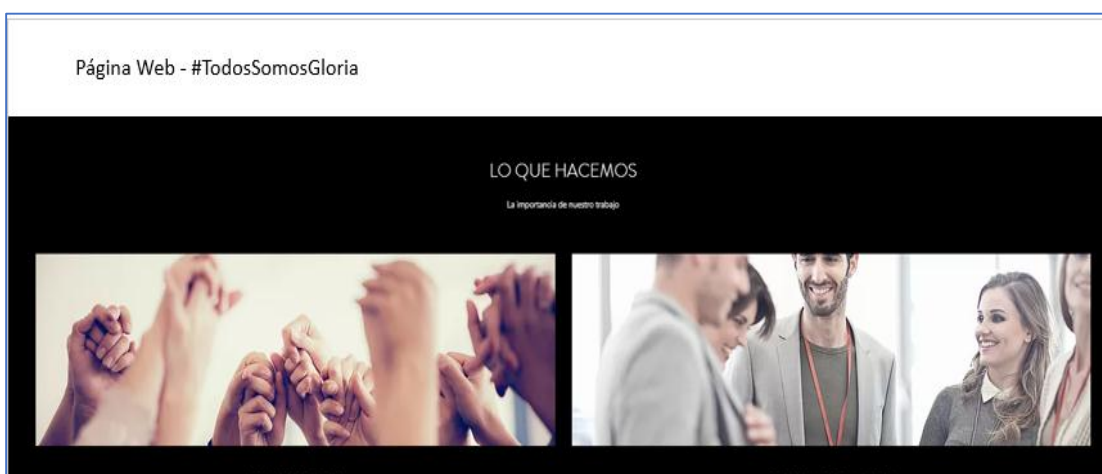 Página Web - #TodosSomosGloria
LO QUE HACEMOS
La importancia de nuestro trabajo